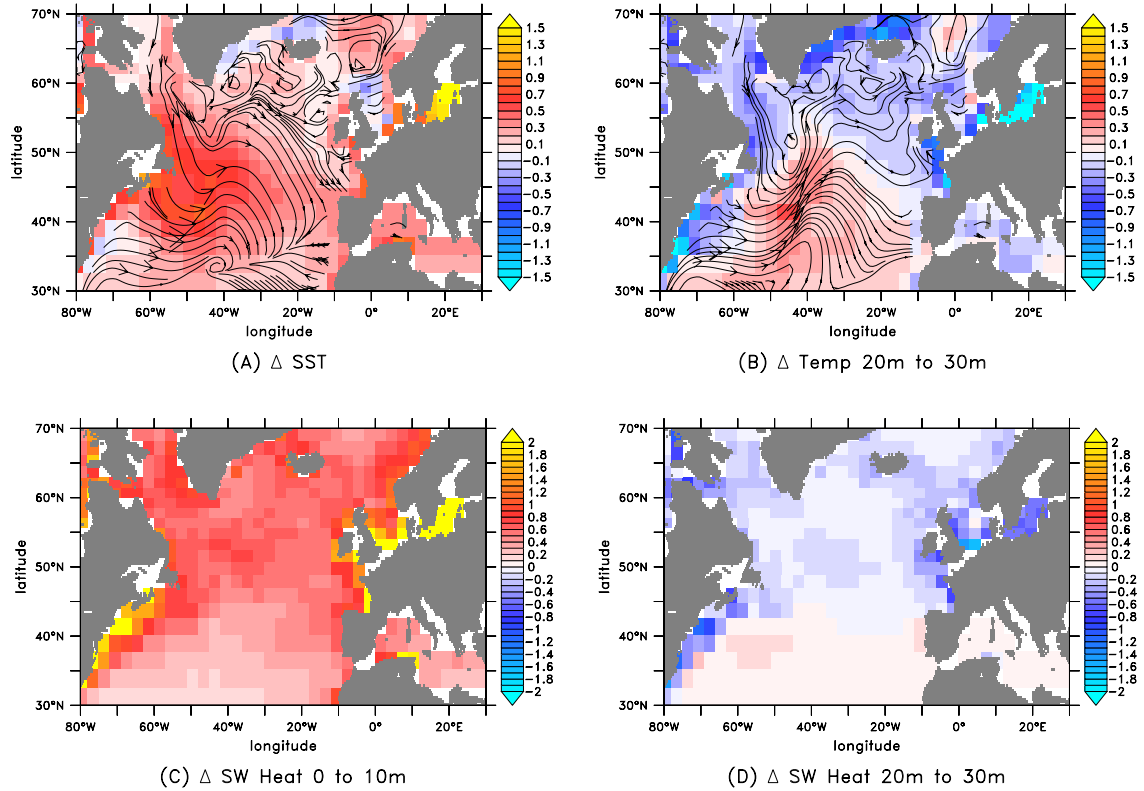 70°N
60°N
50°N
40°N
30°N
latitude
80°W 60°W 40°W 20°W 0° 20°E
longitude
1.5
1.3
1.1
0.9
0.7
0.5
0.3
0.1
−0.1
−0.3
−0.5
−0.7
−0.9
−1.1
−1.3
−1.5
(A) Δ SST
70°N
60°N
50°N
40°N
30°N
latitude
80°W 60°W 40°W 20°W 0° 20°E
longitude
1.5
1.3
1.1
0.9
0.7
0.5
0.3
0.1
−0.1
−0.3
−0.5
−0.7
−0.9
−1.1
−1.3
−1.5
(B) Δ Temp 20m to 30m
70°N
60°N
50°N
40°N
30°N
latitude
80°W 60°W 40°W 20°W 0° 20°E
longitude
2
1.8
1.6
1.4
1.2
1
0.8
0.6
0.4
0.2
0
−0.2
−0.4
−0.6
−0.8
−1
−1.2
−1.4
−1.6
−1.8
−2
(C) Δ SW Heat 0 to 10m
70°N
60°N
50°N
40°N
30°N
latitude
80°W 60°W 40°W 20°W 0° 20°E
longitude
2
1.8
1.6
1.4
1.2
1
0.8
0.6
0.4
0.2
0
−0.2
−0.4
−0.6
−0.8
−1
−1.2
−1.4
−1.6
−1.8
−2
(D) Δ SW Heat 20m to 30m